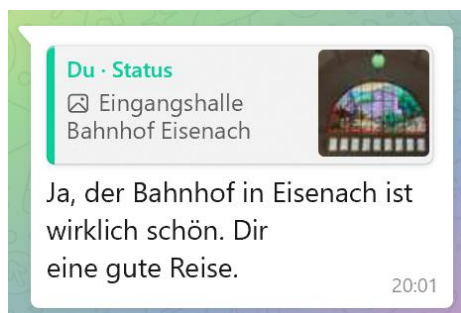 Du · Status
Eingangshalle
Bahnhof Eisenach
Ja, der Bahnhof in Eisenach ist
wirklich schön. Dir
eine gute Reise.
20:01